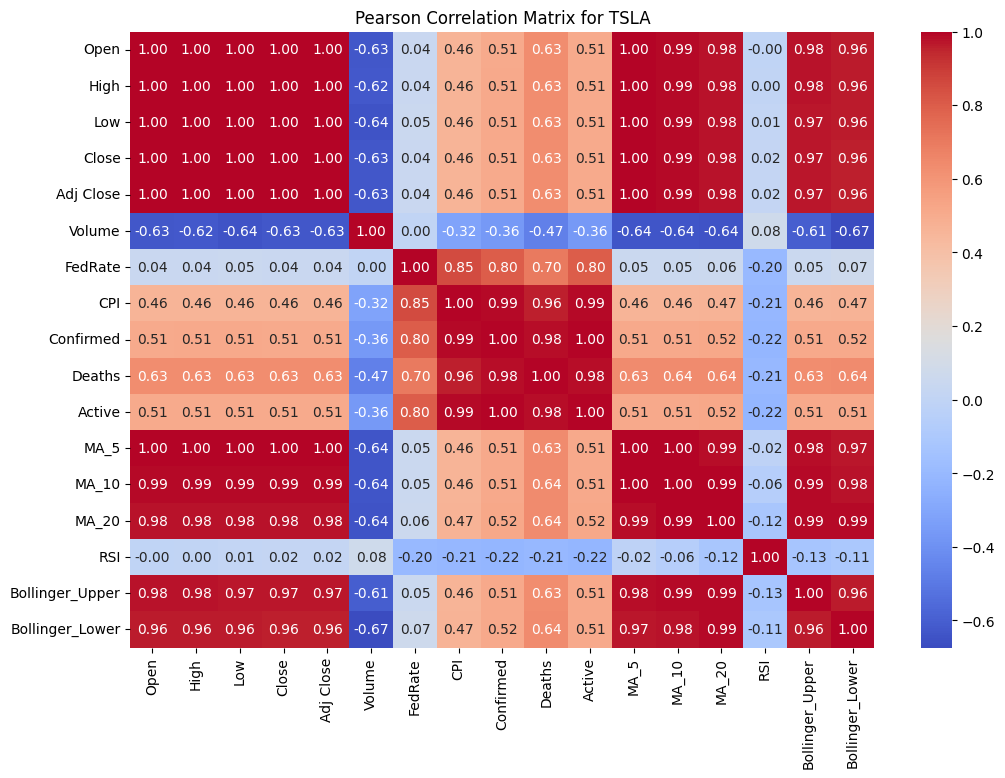 Pearson Correlation Matrix for TSLA
Open 1.00 1.00 1.00 1.00 1.00 -0.63 0.04 0.46 0.51 0.63 0.51 1.00 0.99 0.98 -0.00 0.98 0.96
High 1.00 1.00 1.00 1.00 1.00 -0.62 0.04 0.46 0.51 0.63 0.51 1.00 0.99 0.98 0.00 0.98 0.96
Low 1.00 1.00 1.00 1.00 1.00 -0.64 0.05 0.46 0.51 0.63 0.51 1.00 0.99 0.98 0.01 0.97 0.96
Close 1.00 1.00 1.00 1.00 1.00 -0.63 0.04 0.46 0.51 0.63 0.51 1.00 0.99 0.98 0.02 0.97 0.96
Adj Close 1.00 1.00 1.00 1.00 1.00 -0.63 0.04 0.46 0.51 0.63 0.51 1.00 0.99 0.98 0.02 0.97 0.96
Volume -0.63 -0.62 -0.64 -0.63 -0.63 1.00 0.00 -0.32 -0.36 -0.47 -0.36 -0.64 -0.64 -0.64 0.08 -0.61 -0.67
FedRate 0.04 0.04 0.05 0.04 0.04 0.00 1.00 0.85 0.80 0.70 0.80 0.05 0.05 0.06 -0.20 0.05 0.07
CPI 0.46 0.46 0.46 0.46 0.46 -0.32 0.85 1.00 0.99 0.96 0.99 0.46 0.46 0.47 -0.21 0.46 0.47
Confirmed 0.51 0.51 0.51 0.51 0.51 -0.36 0.80 0.99 1.00 0.98 1.00 0.51 0.51 0.52 -0.22 0.51 0.52
Deaths 0.63 0.63 0.63 0.63 0.63 -0.47 0.70 0.96 0.98 1.00 0.98 0.63 0.64 0.64 -0.21 0.63 0.64
Active 0.51 0.51 0.51 0.51 0.51 -0.36 0.80 0.99 1.00 0.98 1.00 0.51 0.51 0.52 -0.22 0.51 0.51
MA_5 1.00 1.00 1.00 1.00 1.00 -0.64 0.05 0.46 0.51 0.63 0.51 1.00 1.00 0.99 -0.02 0.98 0.97
MA_10 0.99 0.99 0.99 0.99 0.99 -0.64 0.05 0.46 0.51 0.64 0.51 1.00 1.00 0.99 -0.06 0.99 0.98
MA_20 0.98 0.98 0.98 0.98 0.98 -0.64 0.06 0.47 0.52 0.64 0.52 0.99 0.99 1.00 -0.12 0.99 0.99
RSI -0.00 0.00 0.01 0.02 0.02 0.08 -0.20 -0.21 -0.22 -0.21 -0.22 -0.02 -0.06 -0.12 1.00 -0.13 -0.11
Bollinger_Upper 0.98 0.98 0.97 0.97 0.97 -0.61 0.05 0.46 0.51 0.63 0.51 0.98 0.99 0.99 -0.13 1.00 0.96
Bollinger_Lower 0.96 0.96 0.96 0.96 0.96 -0.67 0.07 0.47 0.52 0.64 0.51 0.97 0.98 0.99 -0.11 0.96 1.00
Open High Low Close Adj Close Volume FedRate CPI Confirmed Deaths Active MA_5 MA_10 MA_20 RSI Bollinger_Upper Bollinger_Lower
1.0
0.8
0.6
0.4
0.2
0.0
-0.2
-0.4
-0.6